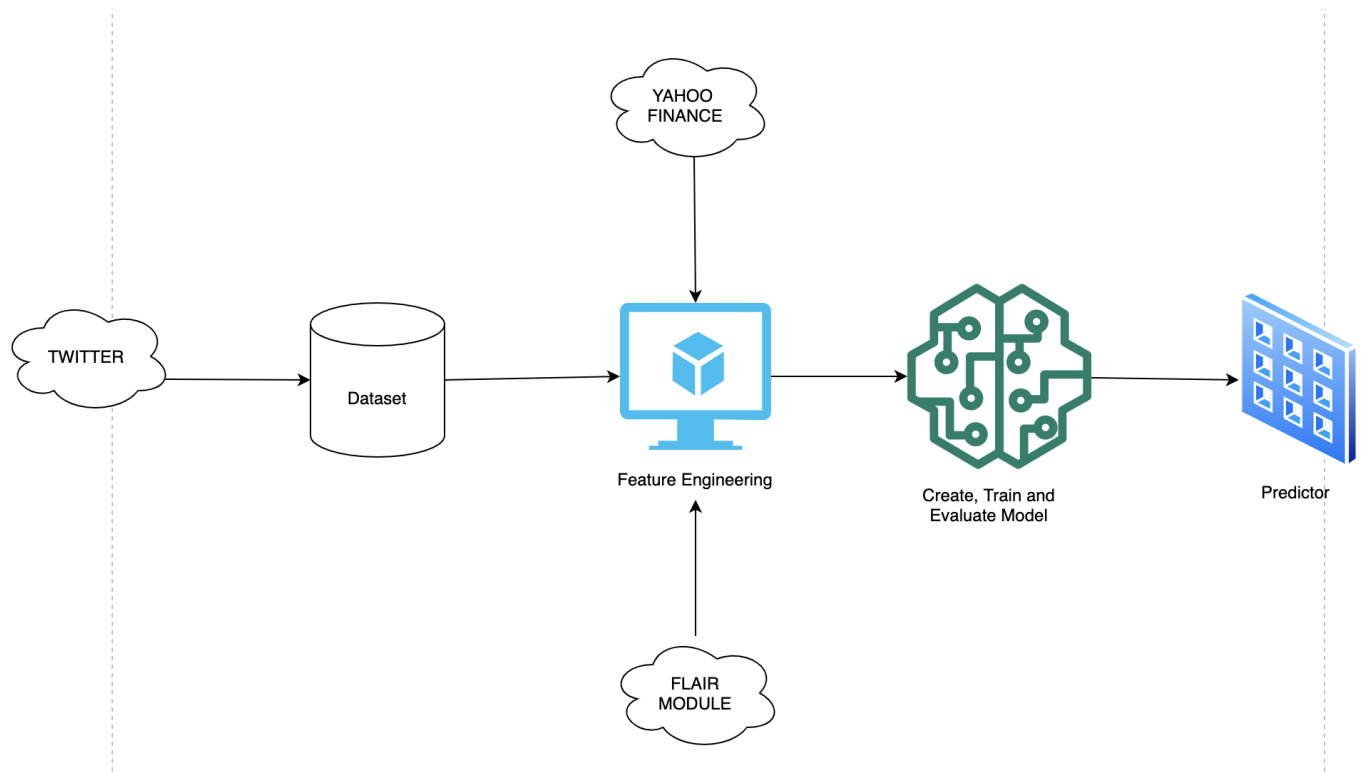 YAHOO
FINANCE
TWITTER
Dataset
Feature Engineering
Create, Train and
Evaluate Model
Predictor
FLAIR
MODULE